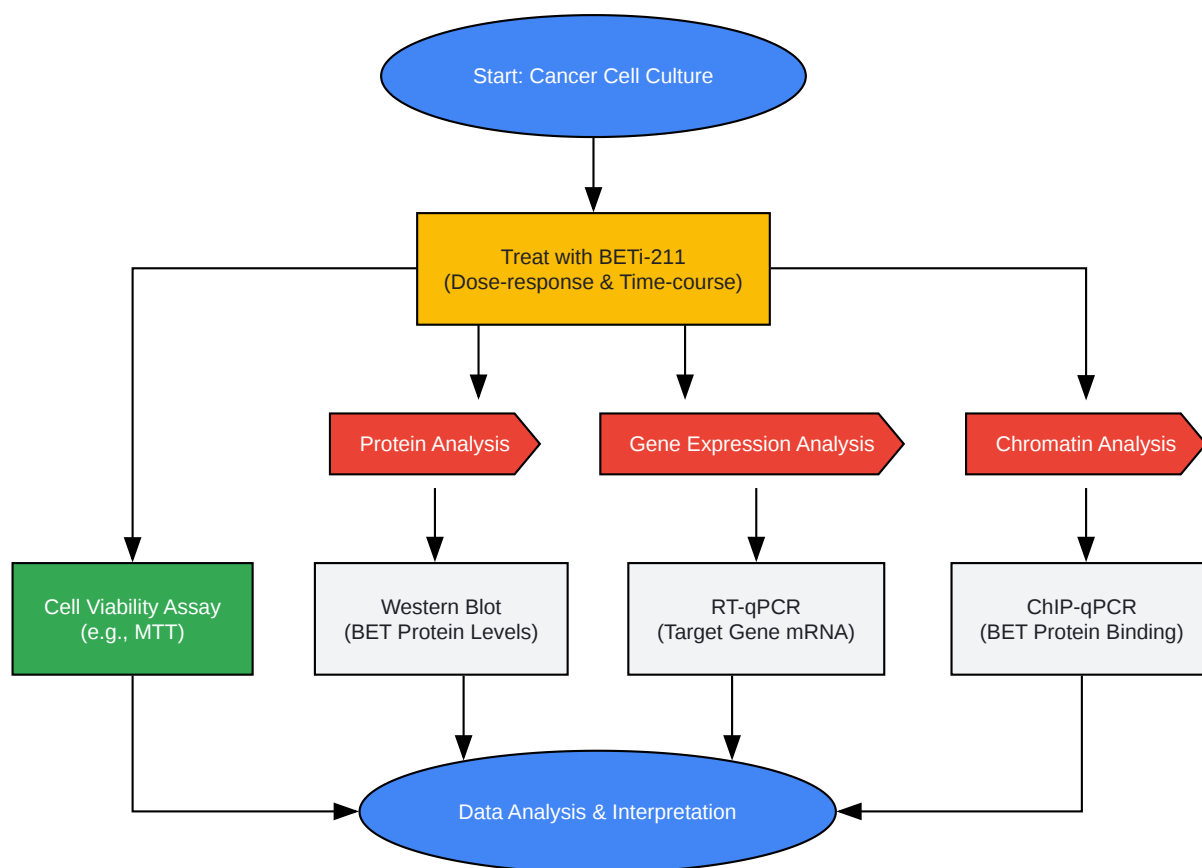 Start: Cancer Cell Culture
Treat with BETi-211
(Dose-response & Time-course)
Protein Analysis
Gene Expression Analysis
Chromatin Analysis
Cell Viability Assay
(e.g., MTT)
Western Blot
(BET Protein Levels)
RT-qPCR
(Target Gene mRNA)
ChIP-qPCR
(BET Protein Binding)
Data Analysis & Interpretation